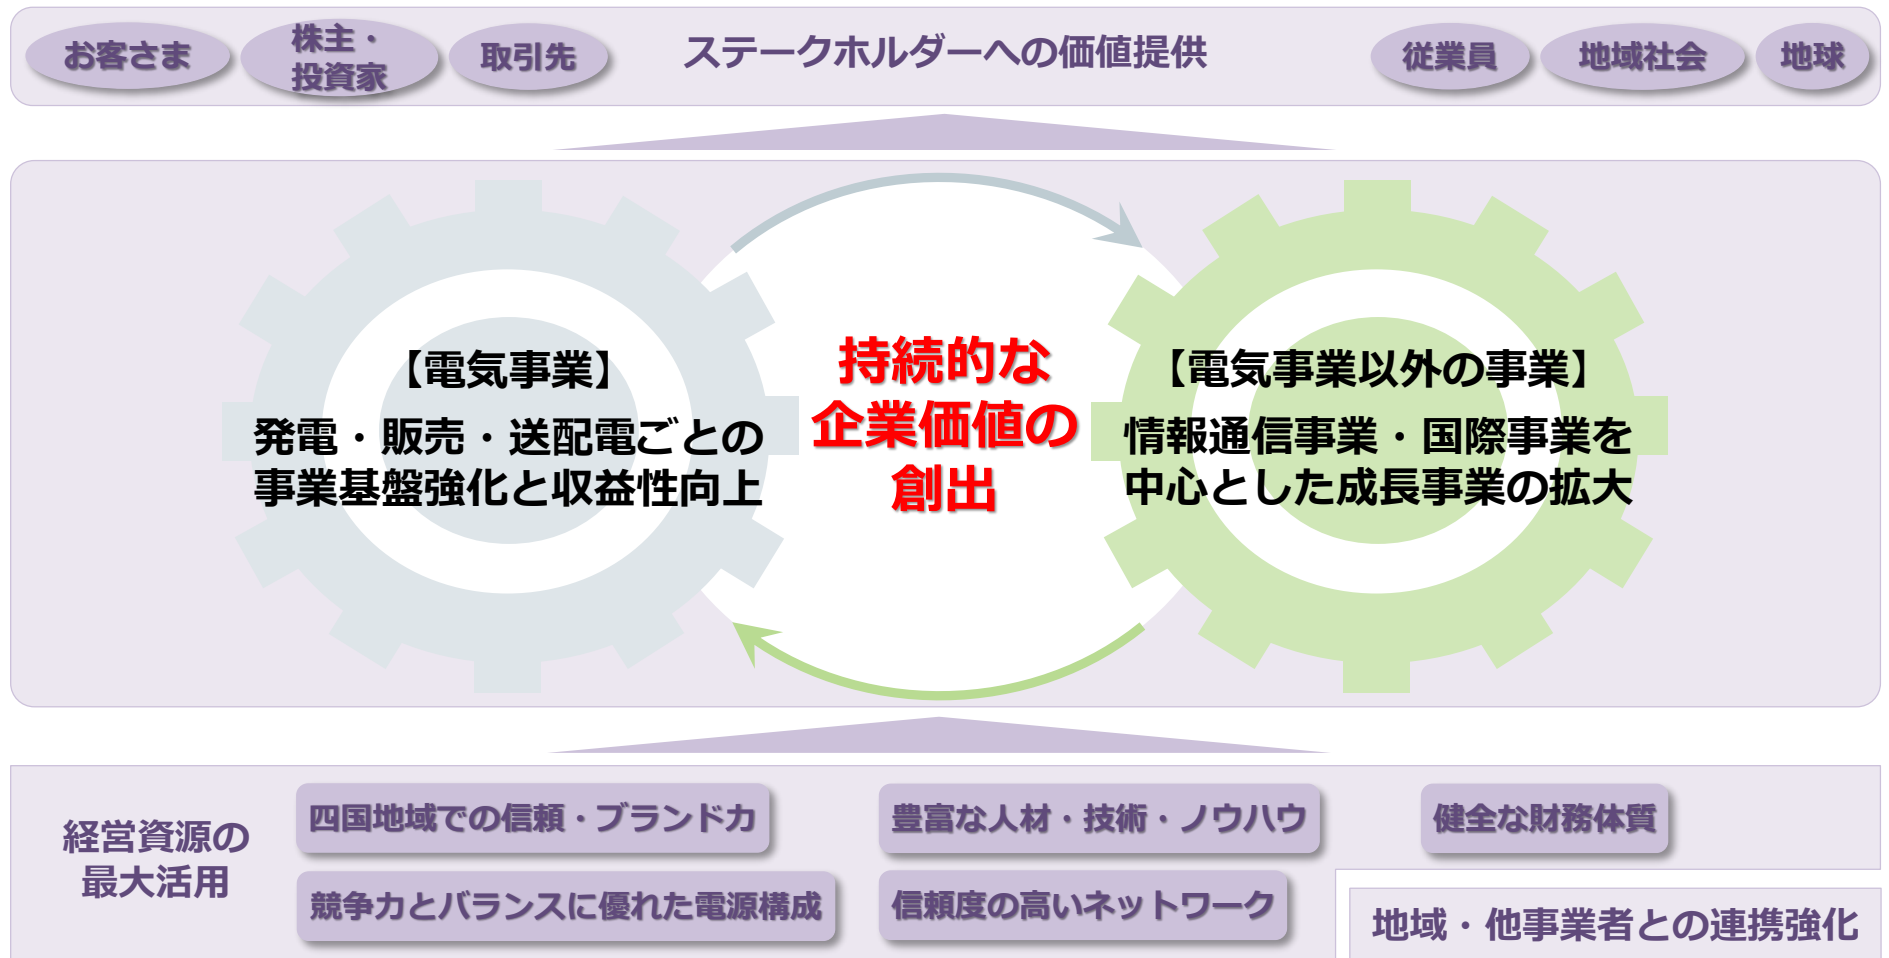 お客さま
株主・
投資家
取引先
ステークホルダーへの価値提供
従業員
地域社会
地球
【電気事業】
発電・販売・送配電ごとの
事業基盤強化と収益性向上
持続的な
企業価値の
創出
【電気事業以外の事業】
情報通信事業・国際事業を
中心とした成長事業の拡大
経営資源の
最大活用
四国地域での信頼・ブランド力
豊富な人材・技術・ノウハウ
健全な財務体質
競争力とバランスに優れた電源構成
信頼度の高いネットワーク
地域・他事業者との連携強化